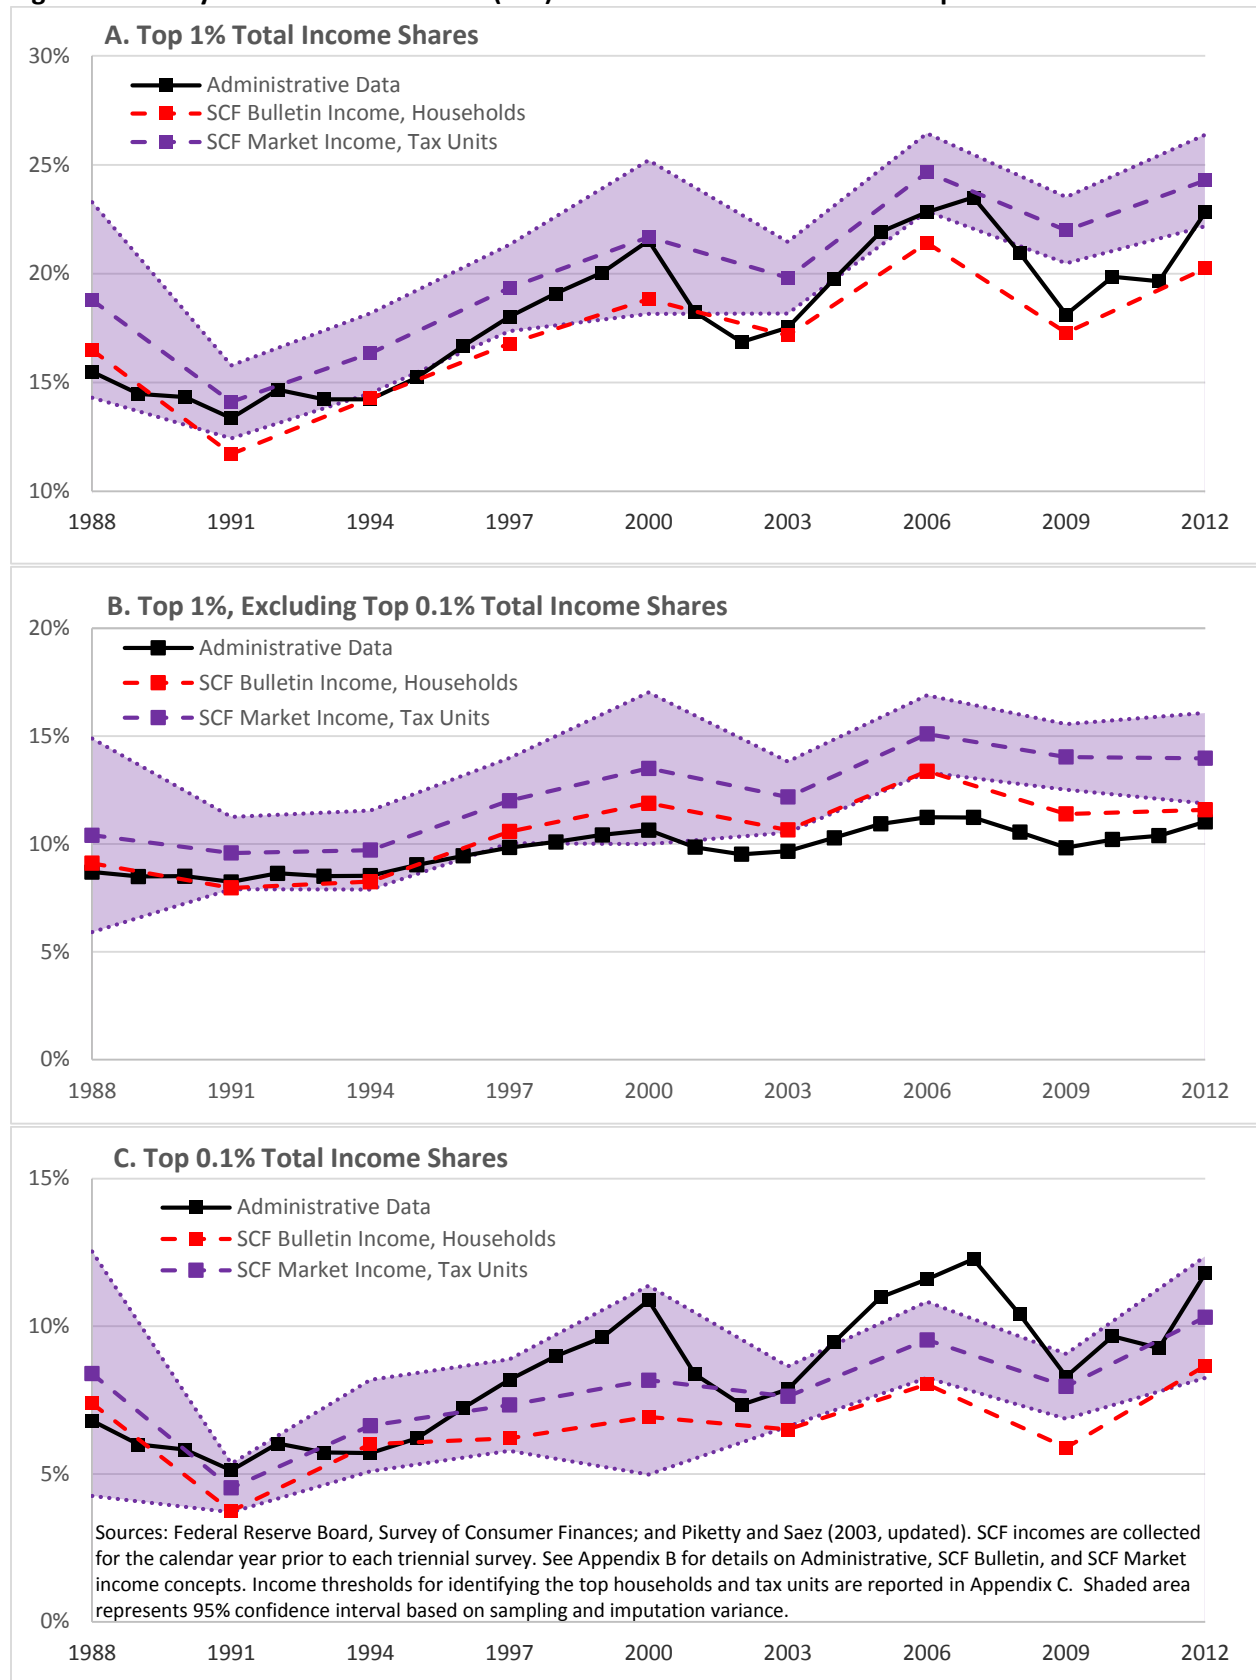 A. Top 1% Total Income Shares
30%
Administrative Data
SCF Bulletin Income, Households
SCF Market Income, Tax Units
25%
20%
15%
10%
1988 1991 1994 1997 2000 2003 2006 2009 2012
B. Top 1%, Excluding Top 0.1% Total Income Shares
20%
Administrative Data
SCF Bulletin Income, Households
SCF Market Income, Tax Units
15%
10%
5%
0%
1988 1991 1994 1997 2000 2003 2006 2009 2012
C. Top 0.1% Total Income Shares
15%
Administrative Data
SCF Bulletin Income, Households
SCF Market Income, Tax Units
10%
5%
Sources: Federal Reserve Board, Survey of Consumer Finances; and Piketty and Saez (2003, updated). SCF incomes are collected
for the calendar year prior to each triennial survey. See Appendix B for details on Administrative, SCF Bulletin, and SCF Market
income concepts. Income thresholds for identifying the top households and tax units are reported in Appendix C.  Shaded area
represents 95% confidence interval based on sampling and imputation variance.
0%
1988 1991 1994 1997 2000 2003 2006 2009 2012